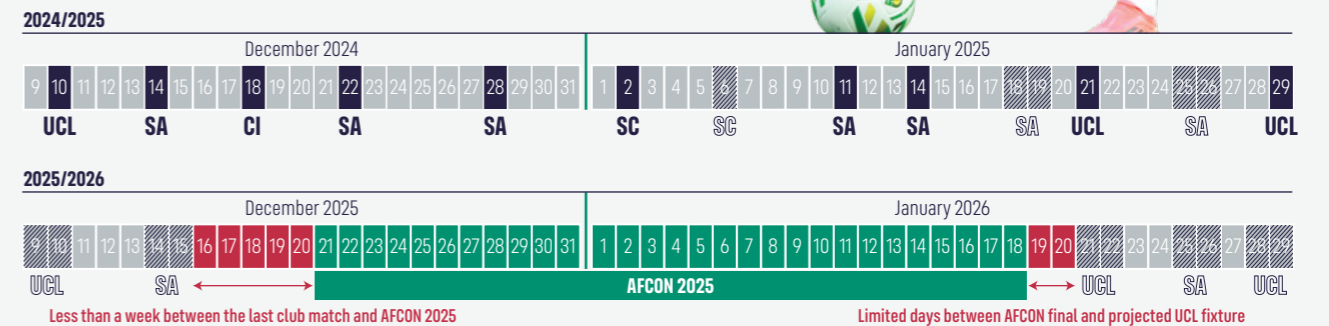 2024/2025
December 2024 January 2025
9 10 11 12 13 14 15 16 17 18 19 20 21 22 23 24 25 26 27 28 29 30 31 1 2 3 4 5 6 7 8 9 10 11 12 13 14 15 16 17 18 19 20 21 22 23 24 25 26 27 28 29
UCL SA CI SA SA SC SC SA SA SA UCL SA UCL
2025/2026
December 2025 January 2026
9 10 11 12 13 14 15 16 17 18 19 20 21 22 23 24 25 26 27 28 29 30 31 1 2 3 4 5 6 7 8 9 10 11 12 13 14 15 16 17 18 19 20 21 22 23 24 25 26 27 28 29
UCL SA AFCON 2025 UCL SA UCL
Less than a week between the last club match and AFCON 2025 Limited days between AFCON final and projected UCL fixture